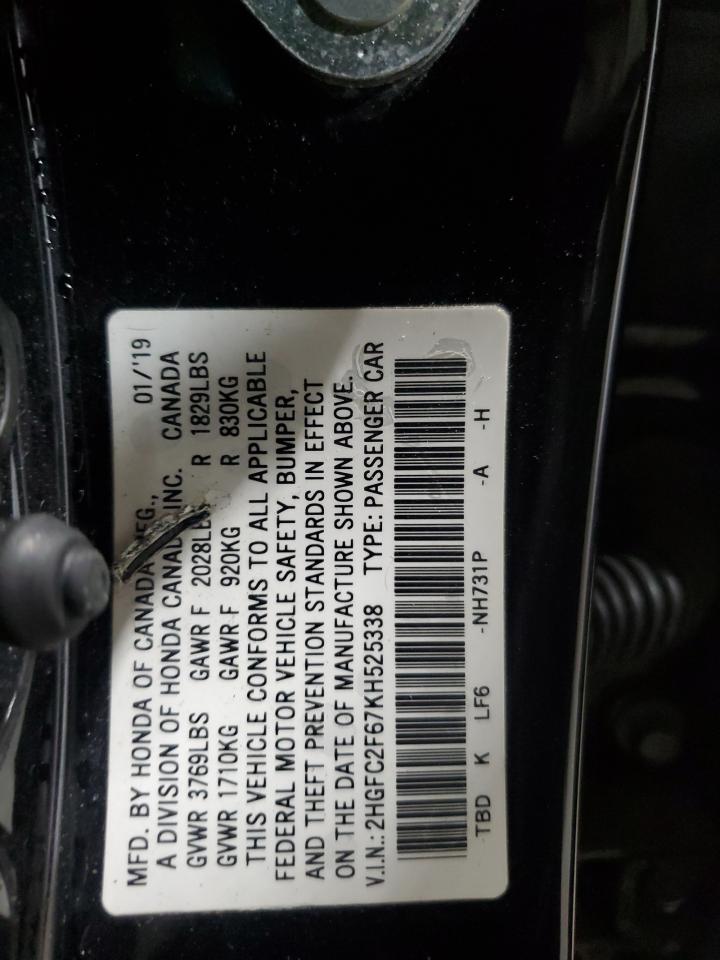 MFD. BY HONDA OF CANADA MFG., 01/'19
A DIVISION OF HONDA CANADA INC. CANADA
GVWR 3769LBS GAWR F 2028LBS R 1829LBS
GVWR 1710KG GAWR F 920KG R 830KG
THIS VEHICLE CONFORMS TO ALL APPLICABLE
FEDERAL MOTOR VEHICLE SAFETY, BUMPER,
AND THEFT PREVENTION STANDARDS IN EFFECT
ON THE DATE OF MANUFACTURE SHOWN ABOVE.
V.I.N.: 2HGFC2F67KH525338 TYPE: PASSENGER CAR
TBD K LF6 -NH731P -A -H